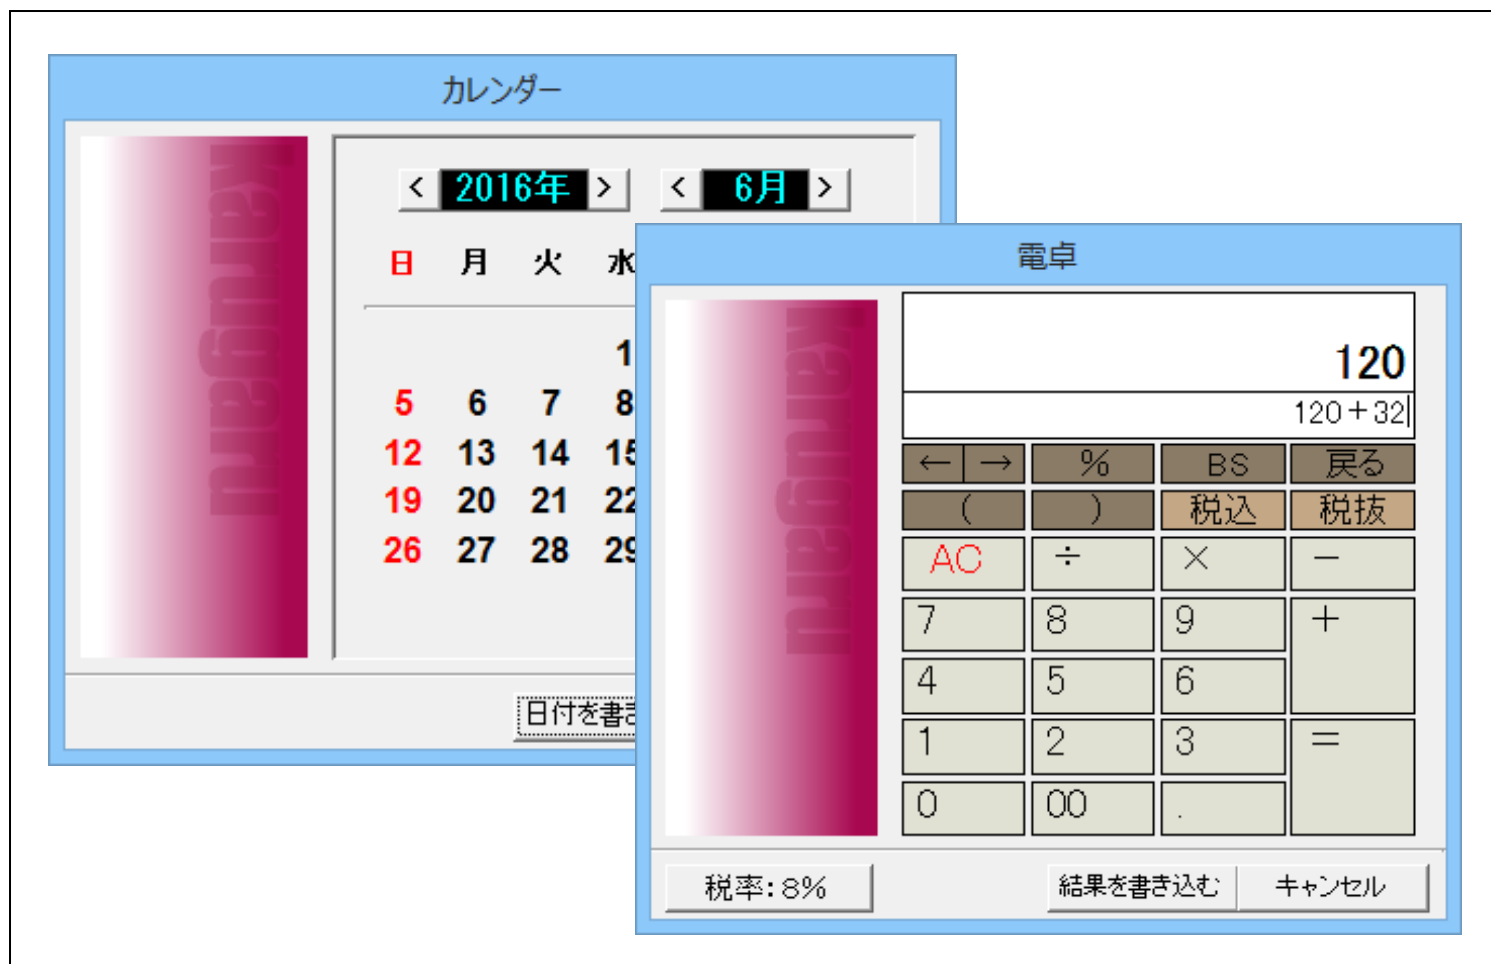 カレンダー
karugaru
< 2016年 > < 6月 >
日 月 火 水
1
5 6 7 8
12 13 14 15
19 20 21 22
26 27 28 29
日付を書き
電卓
karugaru
120
120+32
← → % BS 戻る
( ) 税込 税抜
AC ÷ × −
7 8 9 +
4 5 6
1 2 3 =
0 00 .
税率:8% 結果を書き込む キャンセル